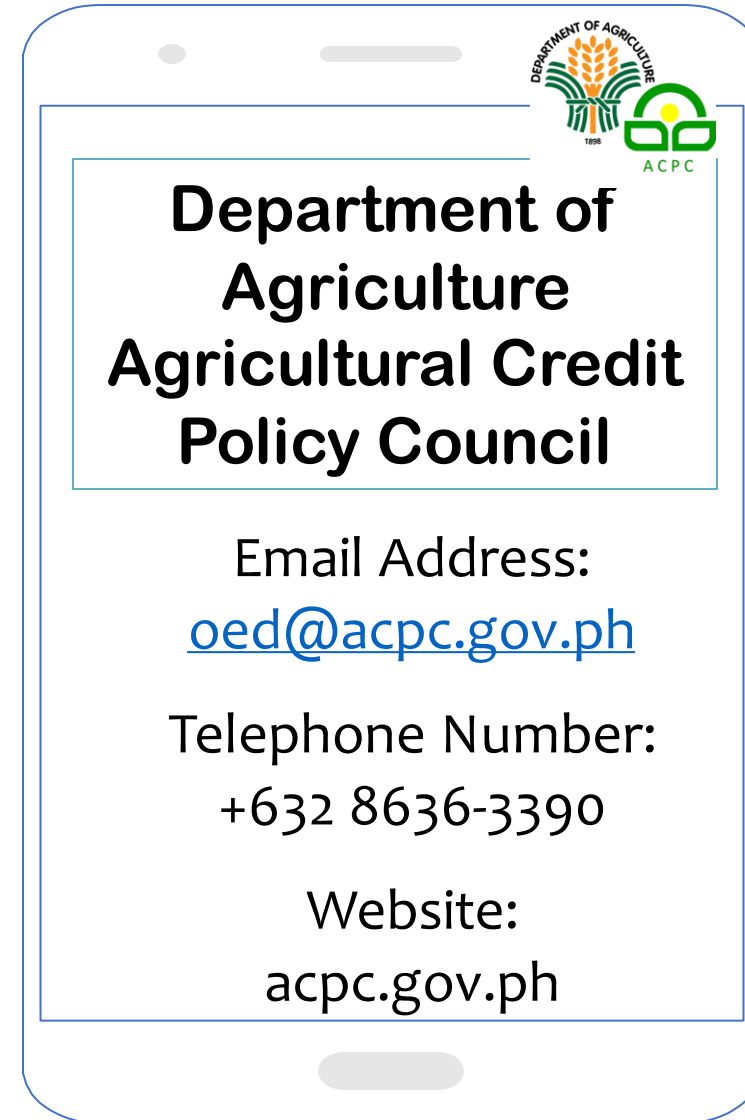 DEPARTMENT OF AGRICULTURE
1898
ACPC
Department of
Agriculture
Agricultural Credit
Policy Council
Email Address:
oed@acpc.gov.ph
Telephone Number:
+632 8636-3390
Website:
acpc.gov.ph